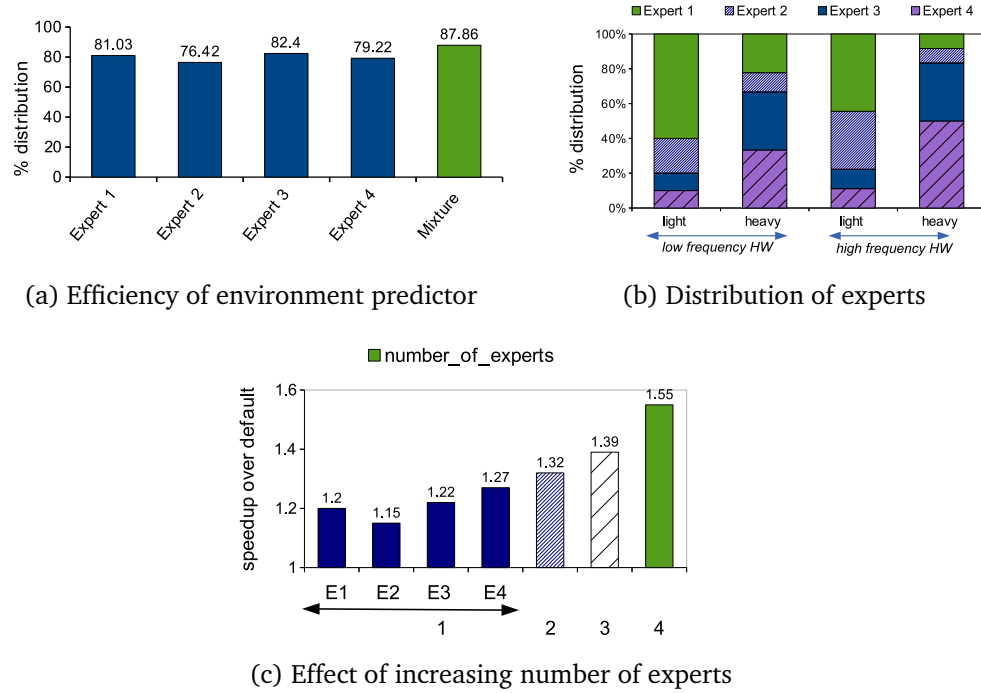 100
80
60
40
20
0
% distribution
81.03
76.42
82.4
79.22
87.86
Expert 1
Expert 2
Expert 3
Expert 4
Mixture
(a) Efficiency of environment predictor
Expert 1 Expert 2 Expert 3 Expert 4
100%
80%
60%
40%
20%
0%
% distribution
light heavy light heavy
low frequency HW high frequency HW
(b) Distribution of experts
number_of_experts
1.6
1.4
1.2
1
speedup over default
1.2
1.15
1.22
1.27
1.32
1.39
1.55
E1 E2 E3 E4
1 2 3 4
(c) Effect of increasing number of experts